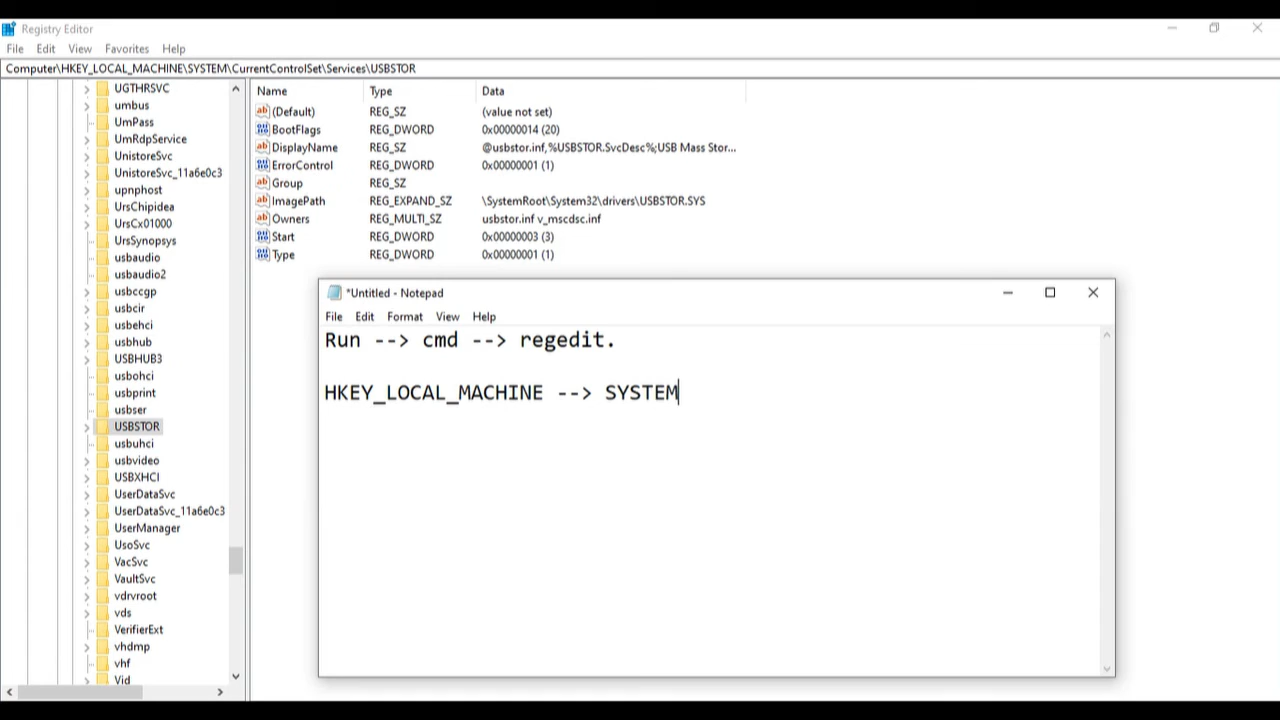 Registry Editor
File Edit View Favorites Help
Computer\HKEY_LOCAL_MACHINE\SYSTEM\CurrentControlSet\Services\USBSTOR
UGTHRSVC
umbus
UmPass
UmRdpService
UnistoreSvc
UnistoreSvc_11a6e0c3
upnphost
UrsChipidea
UrsCx01000
UrsSynopsys
usbaudio
usbaudio2
usbccgp
usbcir
usbehci
usbhub
USBHUB3
usbohci
usbprint
usbser
USBSTOR
usbuhci
usbvideo
USBXHCI
UserDataSvc
UserDataSvc_11a6e0c3
UserManager
UsoSvc
VacSvc
VaultSvc
vdrvroot
vds
VerifierExt
vhdmp
vhf
Vid
Name Type Data
(Default) REG_SZ (value not set)
BootFlags REG_DWORD 0x00000014 (20)
DisplayName REG_SZ @usbstor.inf,%USBSTOR.SvcDesc%;USB Mass Stor...
ErrorControl REG_DWORD 0x00000001 (1)
Group REG_SZ
ImagePath REG_EXPAND_SZ \SystemRoot\System32\drivers\USBSTOR.SYS
Owners REG_MULTI_SZ usbstor.inf v_mscdsc.inf
Start REG_DWORD 0x00000003 (3)
Type REG_DWORD 0x00000001 (1)
*Untitled - Notepad
File Edit Format View Help
Run --> cmd --> regedit.
HKEY_LOCAL_MACHINE --> SYSTEM